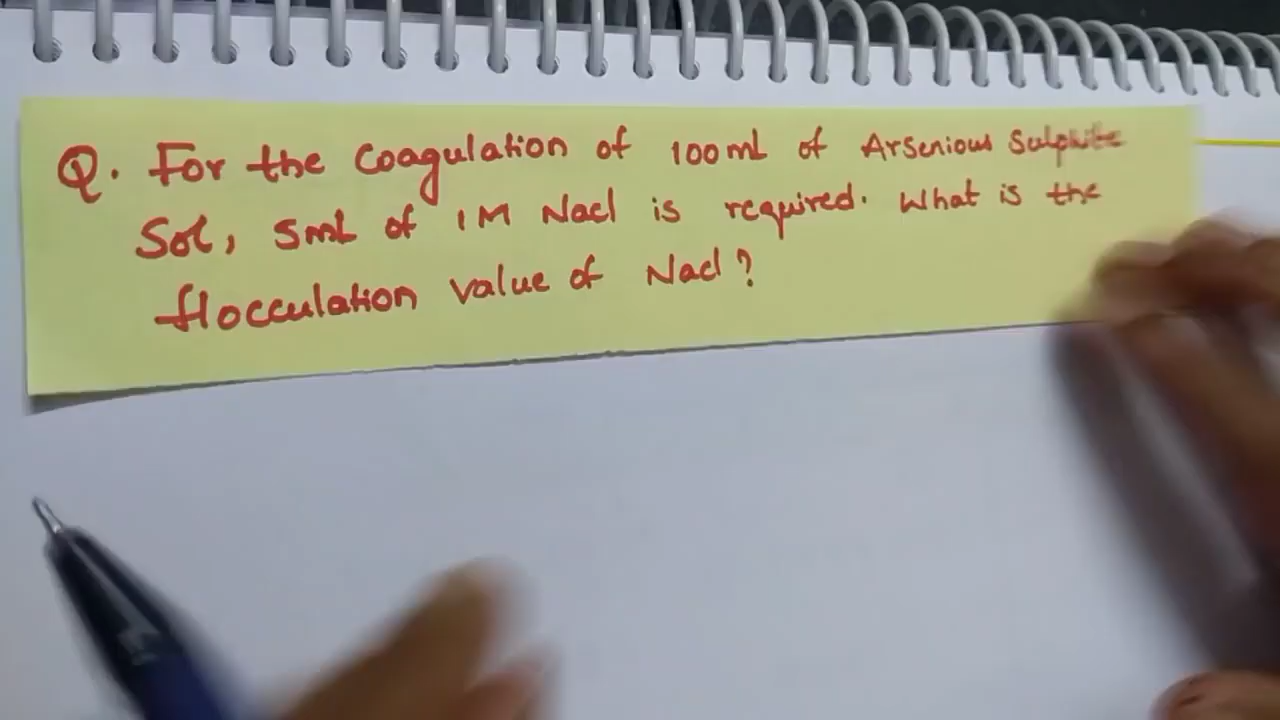 Q. For the Coagulation of 100mL of Arsenious Sulphite
Sol, 5mL of 1M Nacl is required. What is the
flocculation value of Nacl?